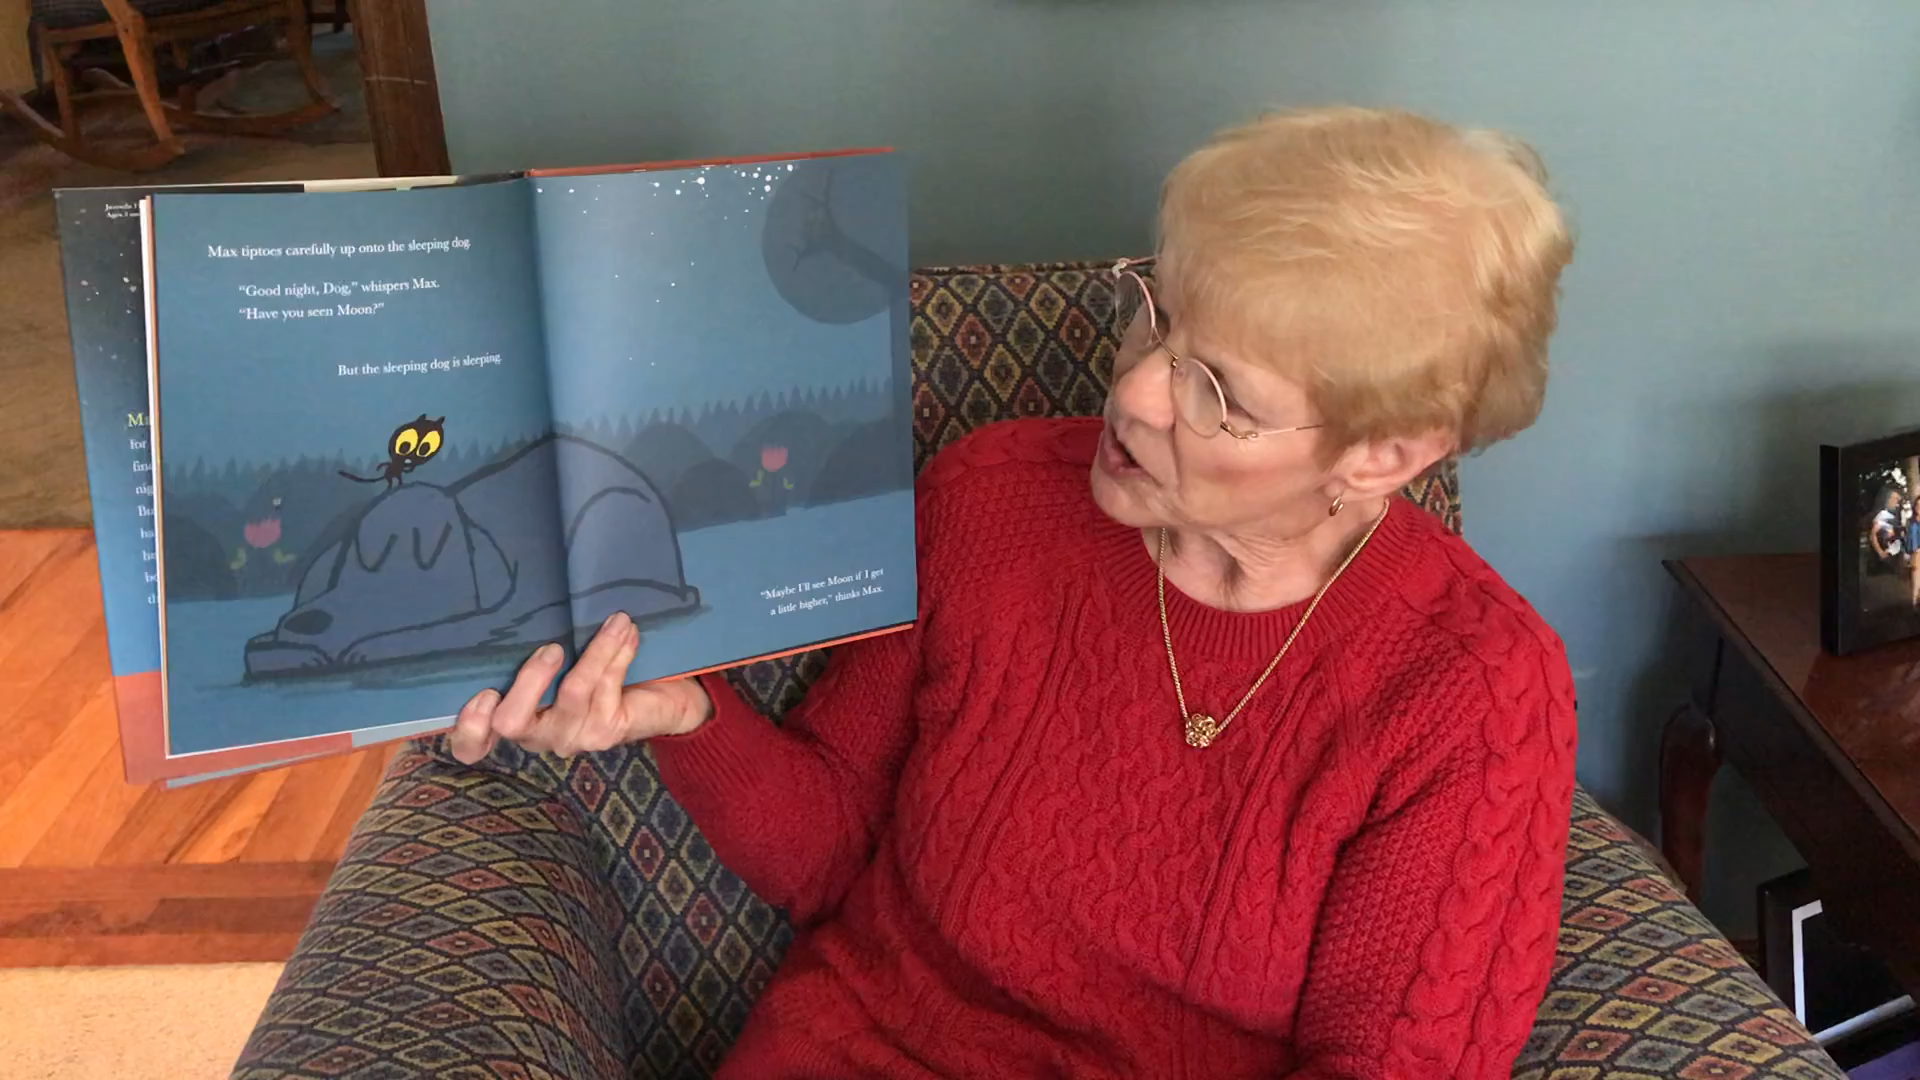 Max tiptoes carefully up onto the sleeping dog.
“Good night, Dog,” whispers Max.
“Have you seen Moon?”
But the sleeping dog is sleeping.
“Maybe I’ll see Moon if I get
a little higher,” thinks Max.
for